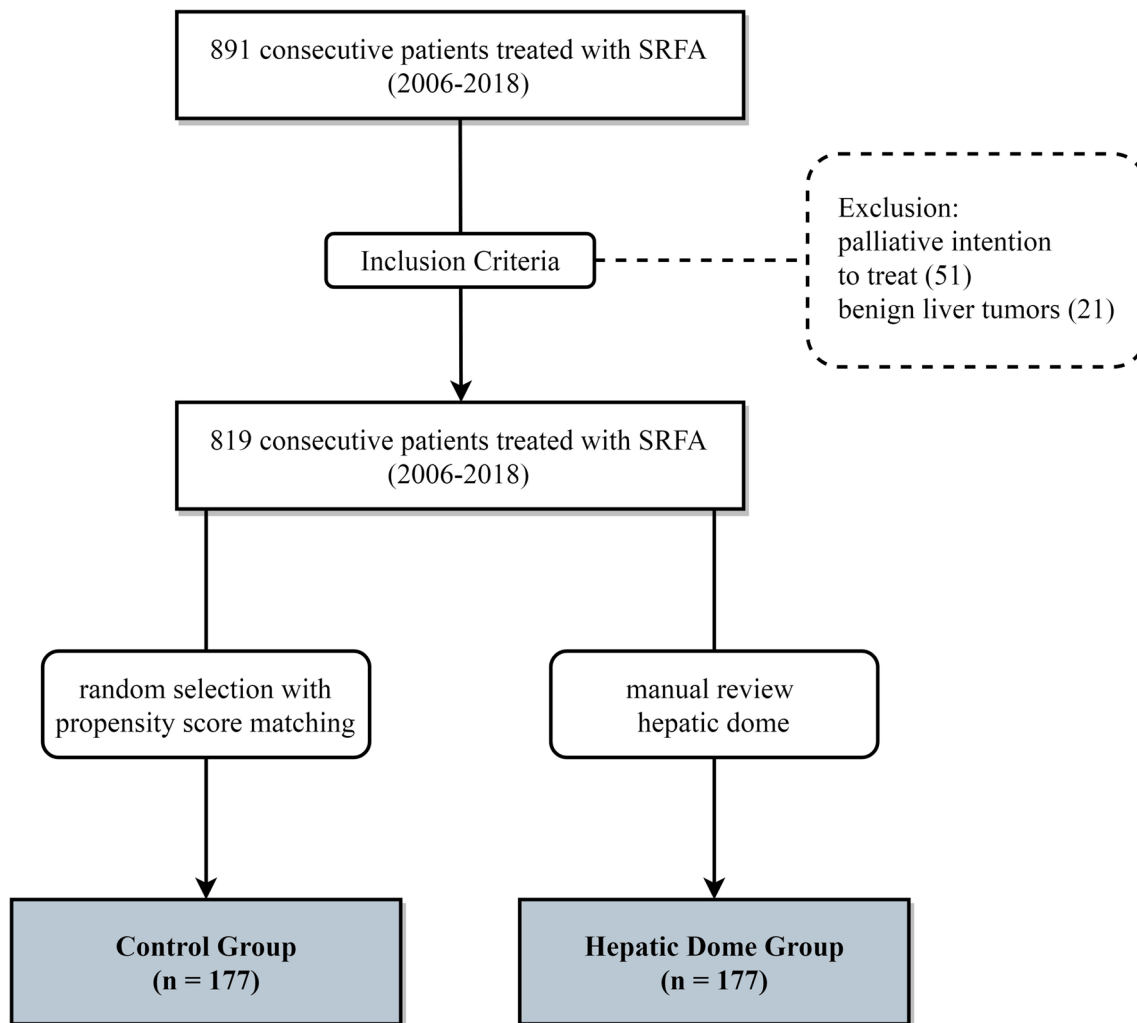 891 consecutive patients treated with SRFA
(2006-2018)
Exclusion:
palliative intention
to treat (51)
benign liver tumors (21)
Inclusion Criteria
819 consecutive patients treated with SRFA
(2006-2018)
random selection with
propensity score matching
manual review
hepatic dome
Control Group
(n = 177)
Hepatic Dome Group
(n = 177)